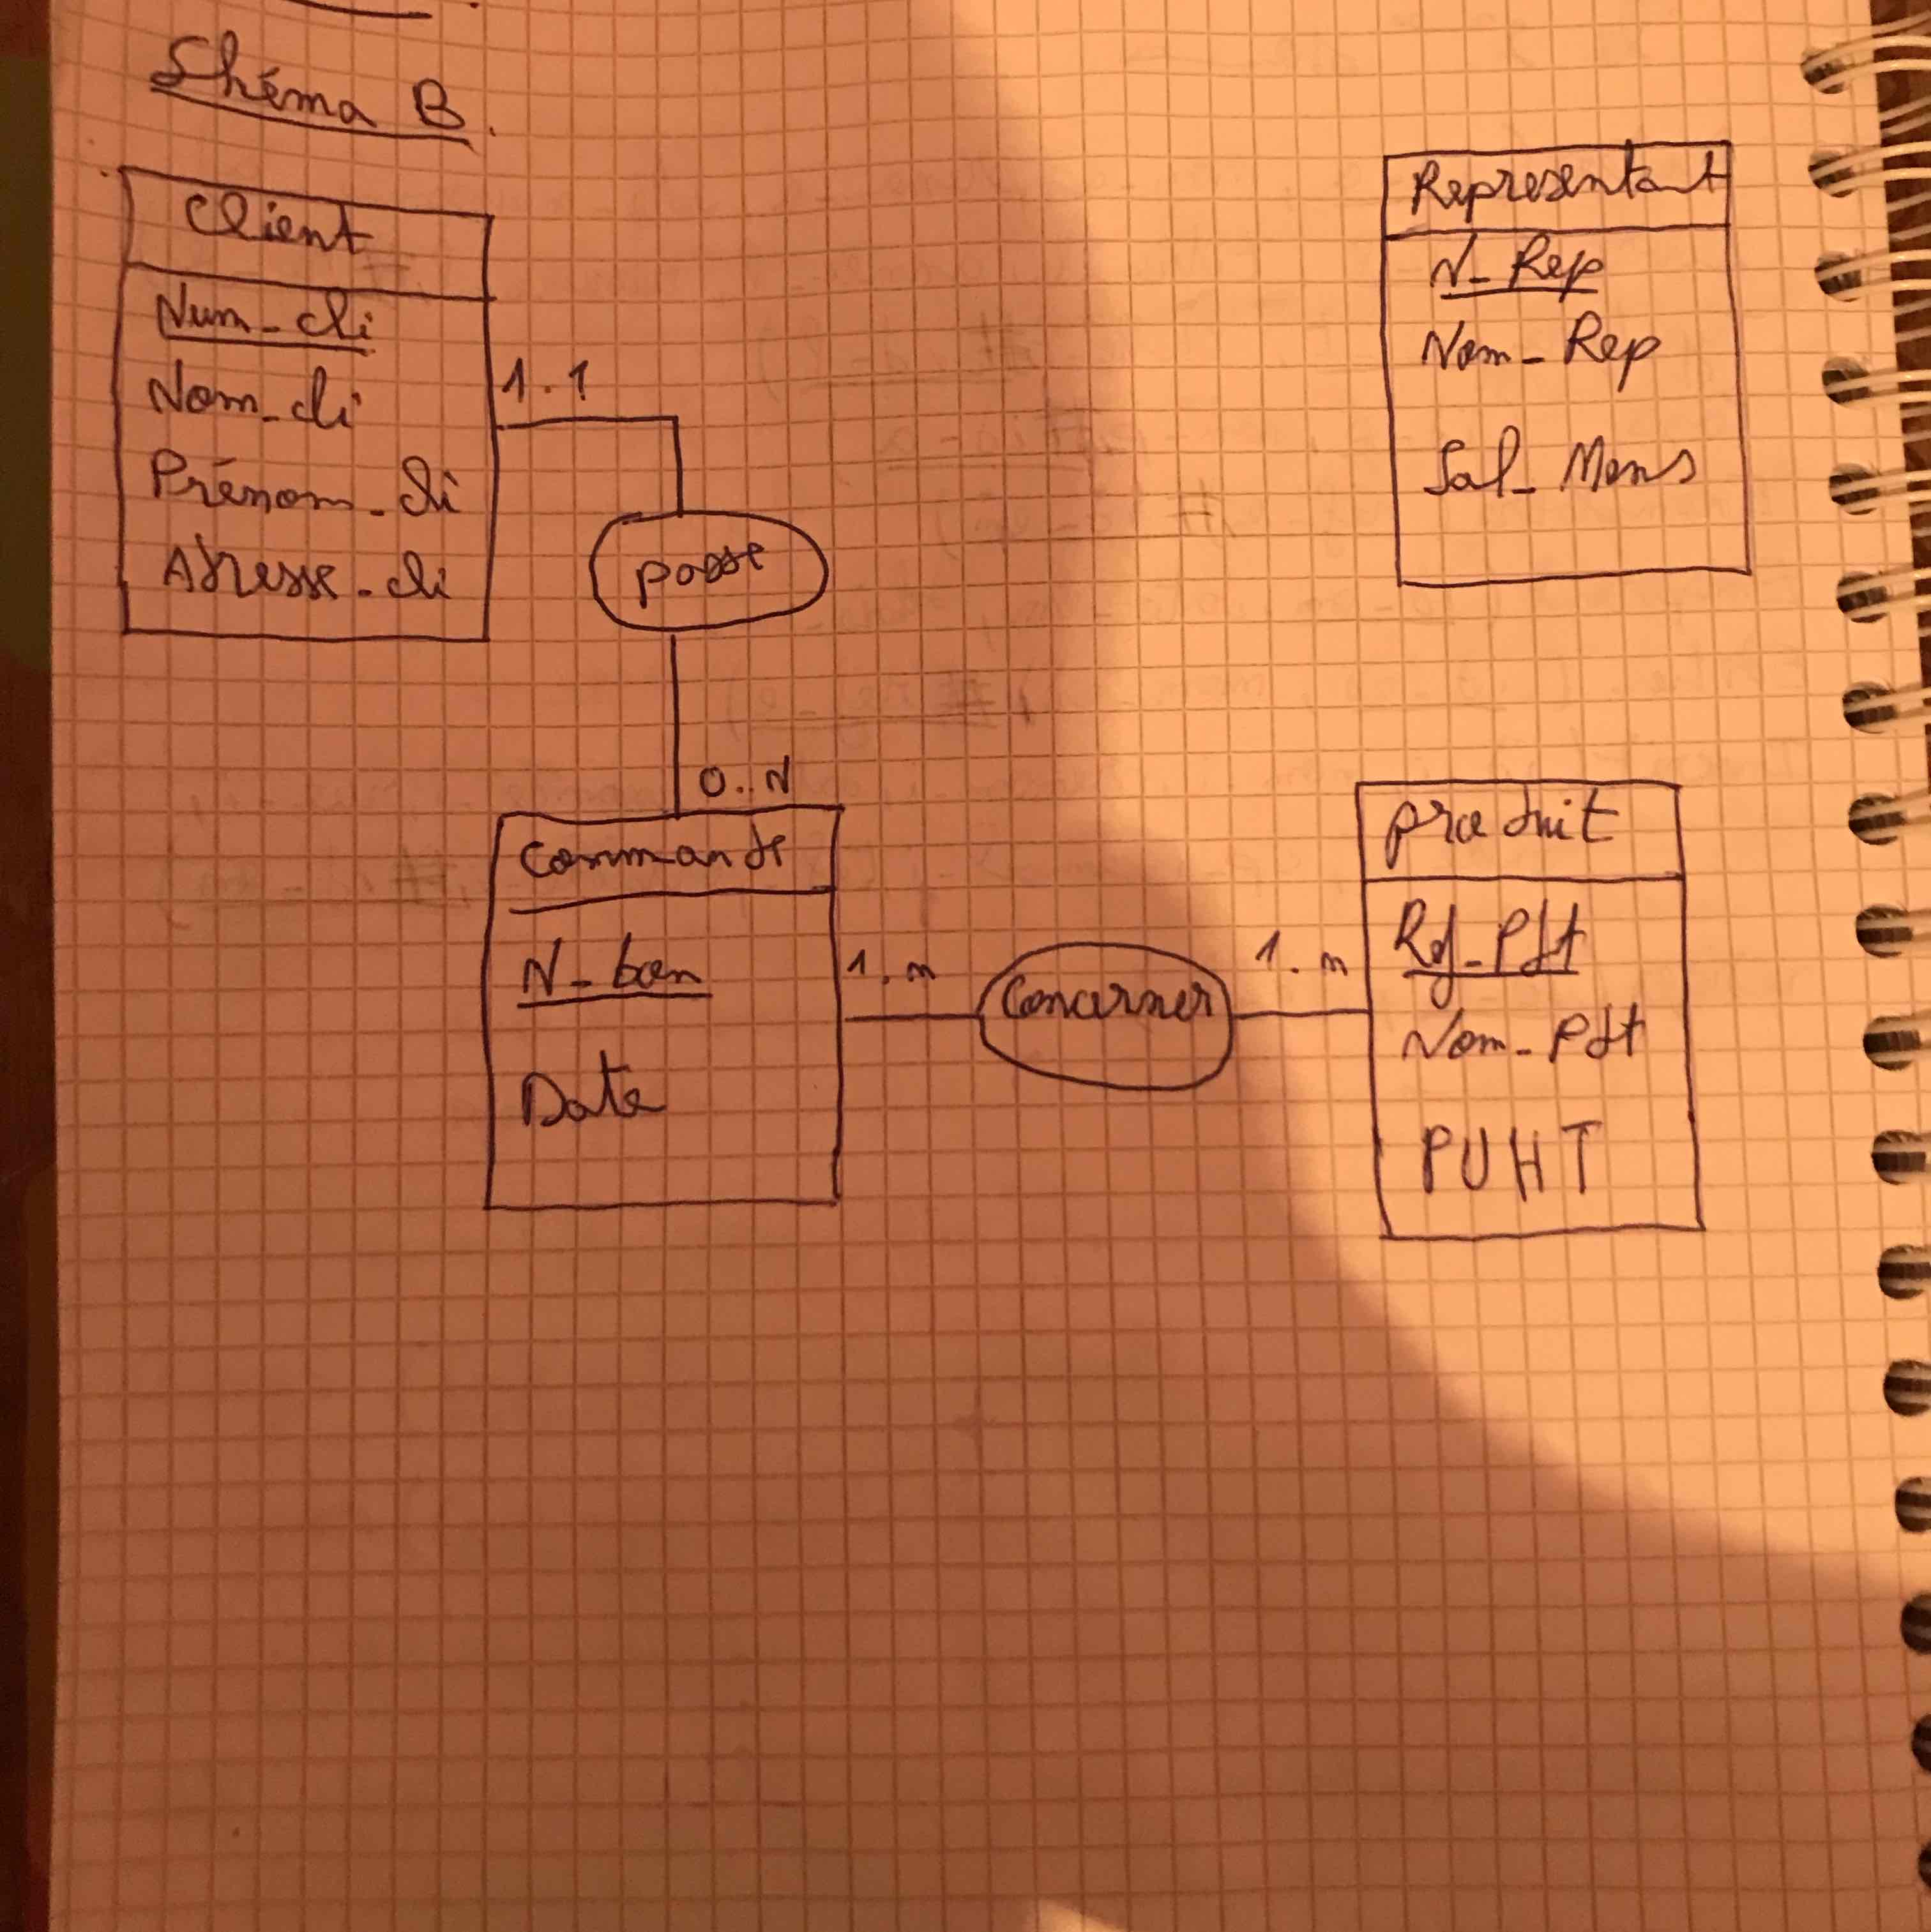 Shéma B.
Client
Num_cli
Nom_cli
Prénom_cli
Adresse_cli
1.1
passe
0..N
Commande
N_bon
Date
1.n
Concerner
1.n
Representant
N_Rep
Nom_Rep
Sal_Mens
produit
Ref_Pdt
Nom_Pdt
PUHT